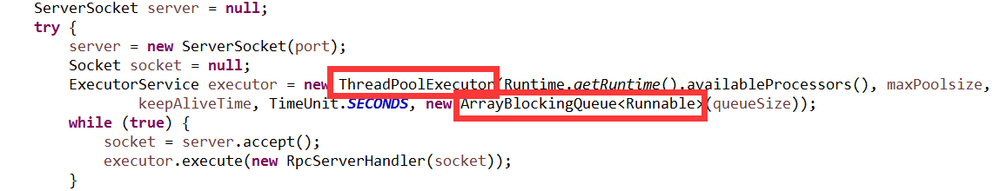 ServerSocket server = null;
try {
server = new ServerSocket(port);
Socket socket = null;
ExecutorService executor = new ThreadPoolExecutor(Runtime.getRuntime().availableProcessors(), maxPoolsize,
keepAliveTime, TimeUnit.SECONDS, new ArrayBlockingQueue<Runnable>(queueSize));
while (true) {
socket = server.accept();
executor.execute(new RpcServerHandler(socket));
}